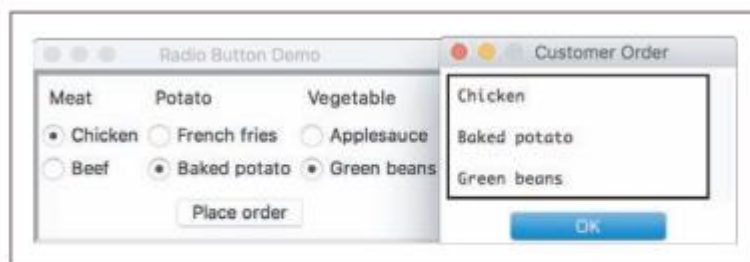 Radio Button Demo
Meat Potato Vegetable
Chicken French fries Applesauce
Beef Baked potato Green beans
Place order
Customer Order
Chicken
Baked potato
Green beans
OK